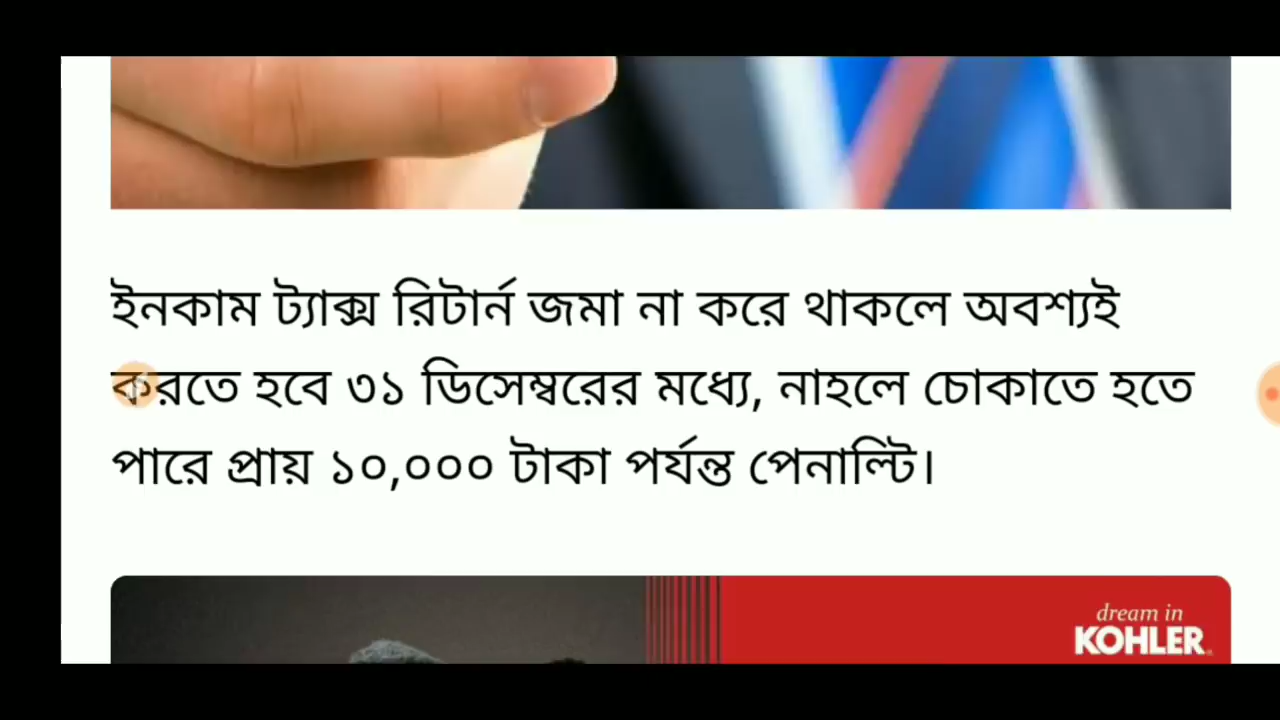 ইনকাম ট্যাক্স রিটার্ন জমা না করে থাকলে অবশ্যই
করতে হবে ৩১ ডিসেম্বরের মধ্যে, নাহলে চোকাতে হতে
পারে প্রায় ১০,০০০ টাকা পর্যন্ত পেনাল্টি।
dream in
KOHLER